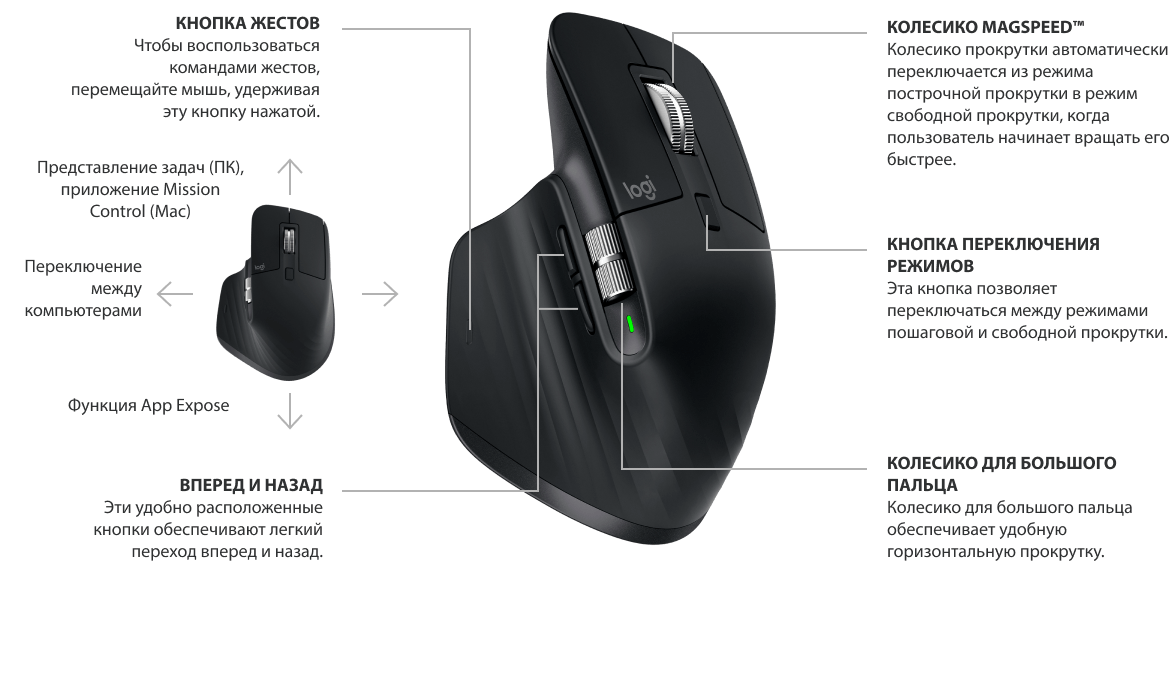 КНОПКА ЖЕСТОВ
Чтобы воспользоваться
командами жестов,
перемещайте мышь, удерживая
эту кнопку нажатой.
Представление задач (ПК),
приложение Mission
Control (Mac)
Переключение
между
компьютерами
Функция App Expose
ВПЕРЕД И НАЗАД
Эти удобно расположенные
кнопки обеспечивают легкий
переход вперед и назад.
logi
logi
КОЛЕСИКО MAGSPEED™
Колесико прокрутки автоматически
переключается из режима
построчной прокрутки в режим
свободной прокрутки, когда
пользователь начинает вращать его
быстрее.
КНОПКА ПЕРЕКЛЮЧЕНИЯ
РЕЖИМОВ
Эта кнопка позволяет
переключаться между режимами
пошаговой и свободной прокрутки.
КОЛЕСИКО ДЛЯ БОЛЬШОГО
ПАЛЬЦА
Колесико для большого пальца
обеспечивает удобную
горизонтальную прокрутку.